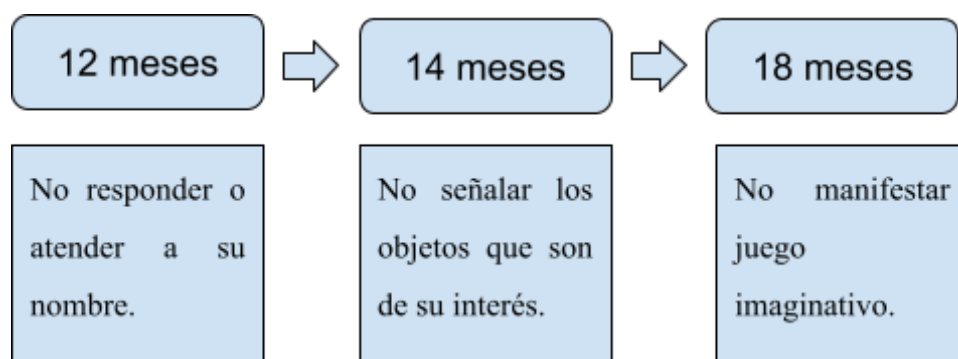 12 meses
14 meses
18 meses
No responder o
atender a su
nombre.
No señalar los
objetos que son
de su interés.
No manifestar
juego
imaginativo.